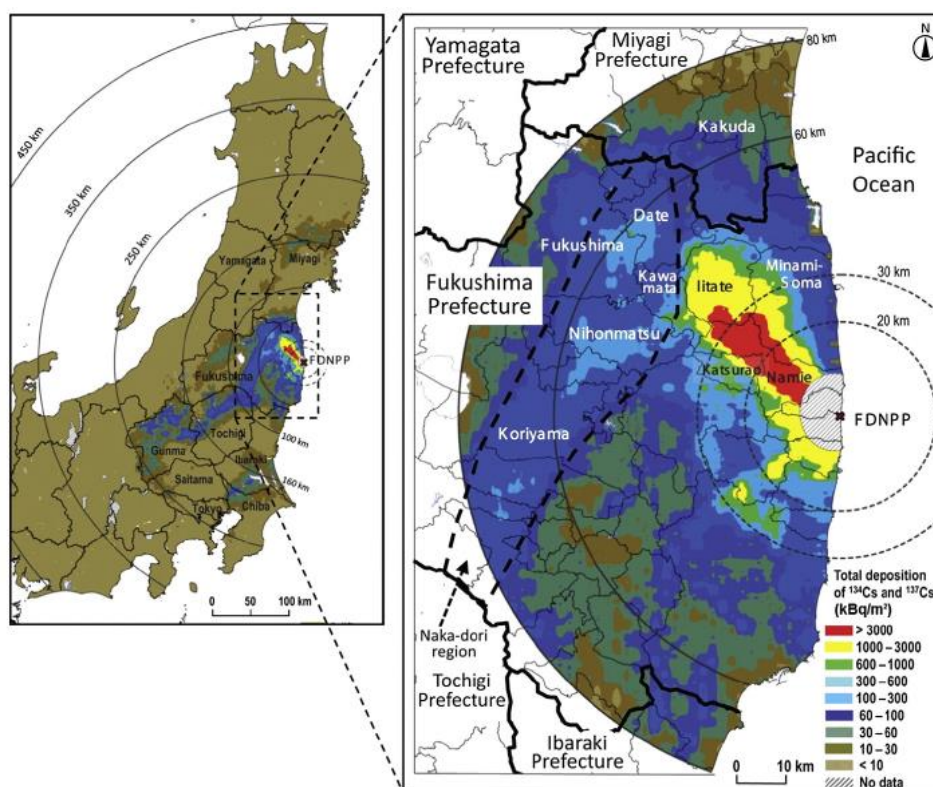 450 km
350 km
250 km
Yamagata
Miyagi
Fukushima
FDNPP
Tochigi
Gunma
Ibaraki
100 km
160 km
Saitama
Tokyo
Chiba
0 100 km
Yamagata
Prefecture
Miyagi
Prefecture
80 km
N
Kakuda
60 km
Pacific
Ocean
Date
Fukushima
Minami-
Soma
30 km
Iitate
Kawa
mata
Fukushima
Prefecture
20 km
Nihonmatsu
Katsurao
Namie
FDNPP
Koriyama
Naka-dori
region
Tochigi
Prefecture
Ibaraki
Prefecture
0 10 km
Total deposition
of ¹³⁴Cs and ¹³⁷Cs
(kBq/m²)
> 3000
1000 – 3000
600 – 1000
300 – 600
100 – 300
60 – 100
30 – 60
10 – 30
< 10
No data